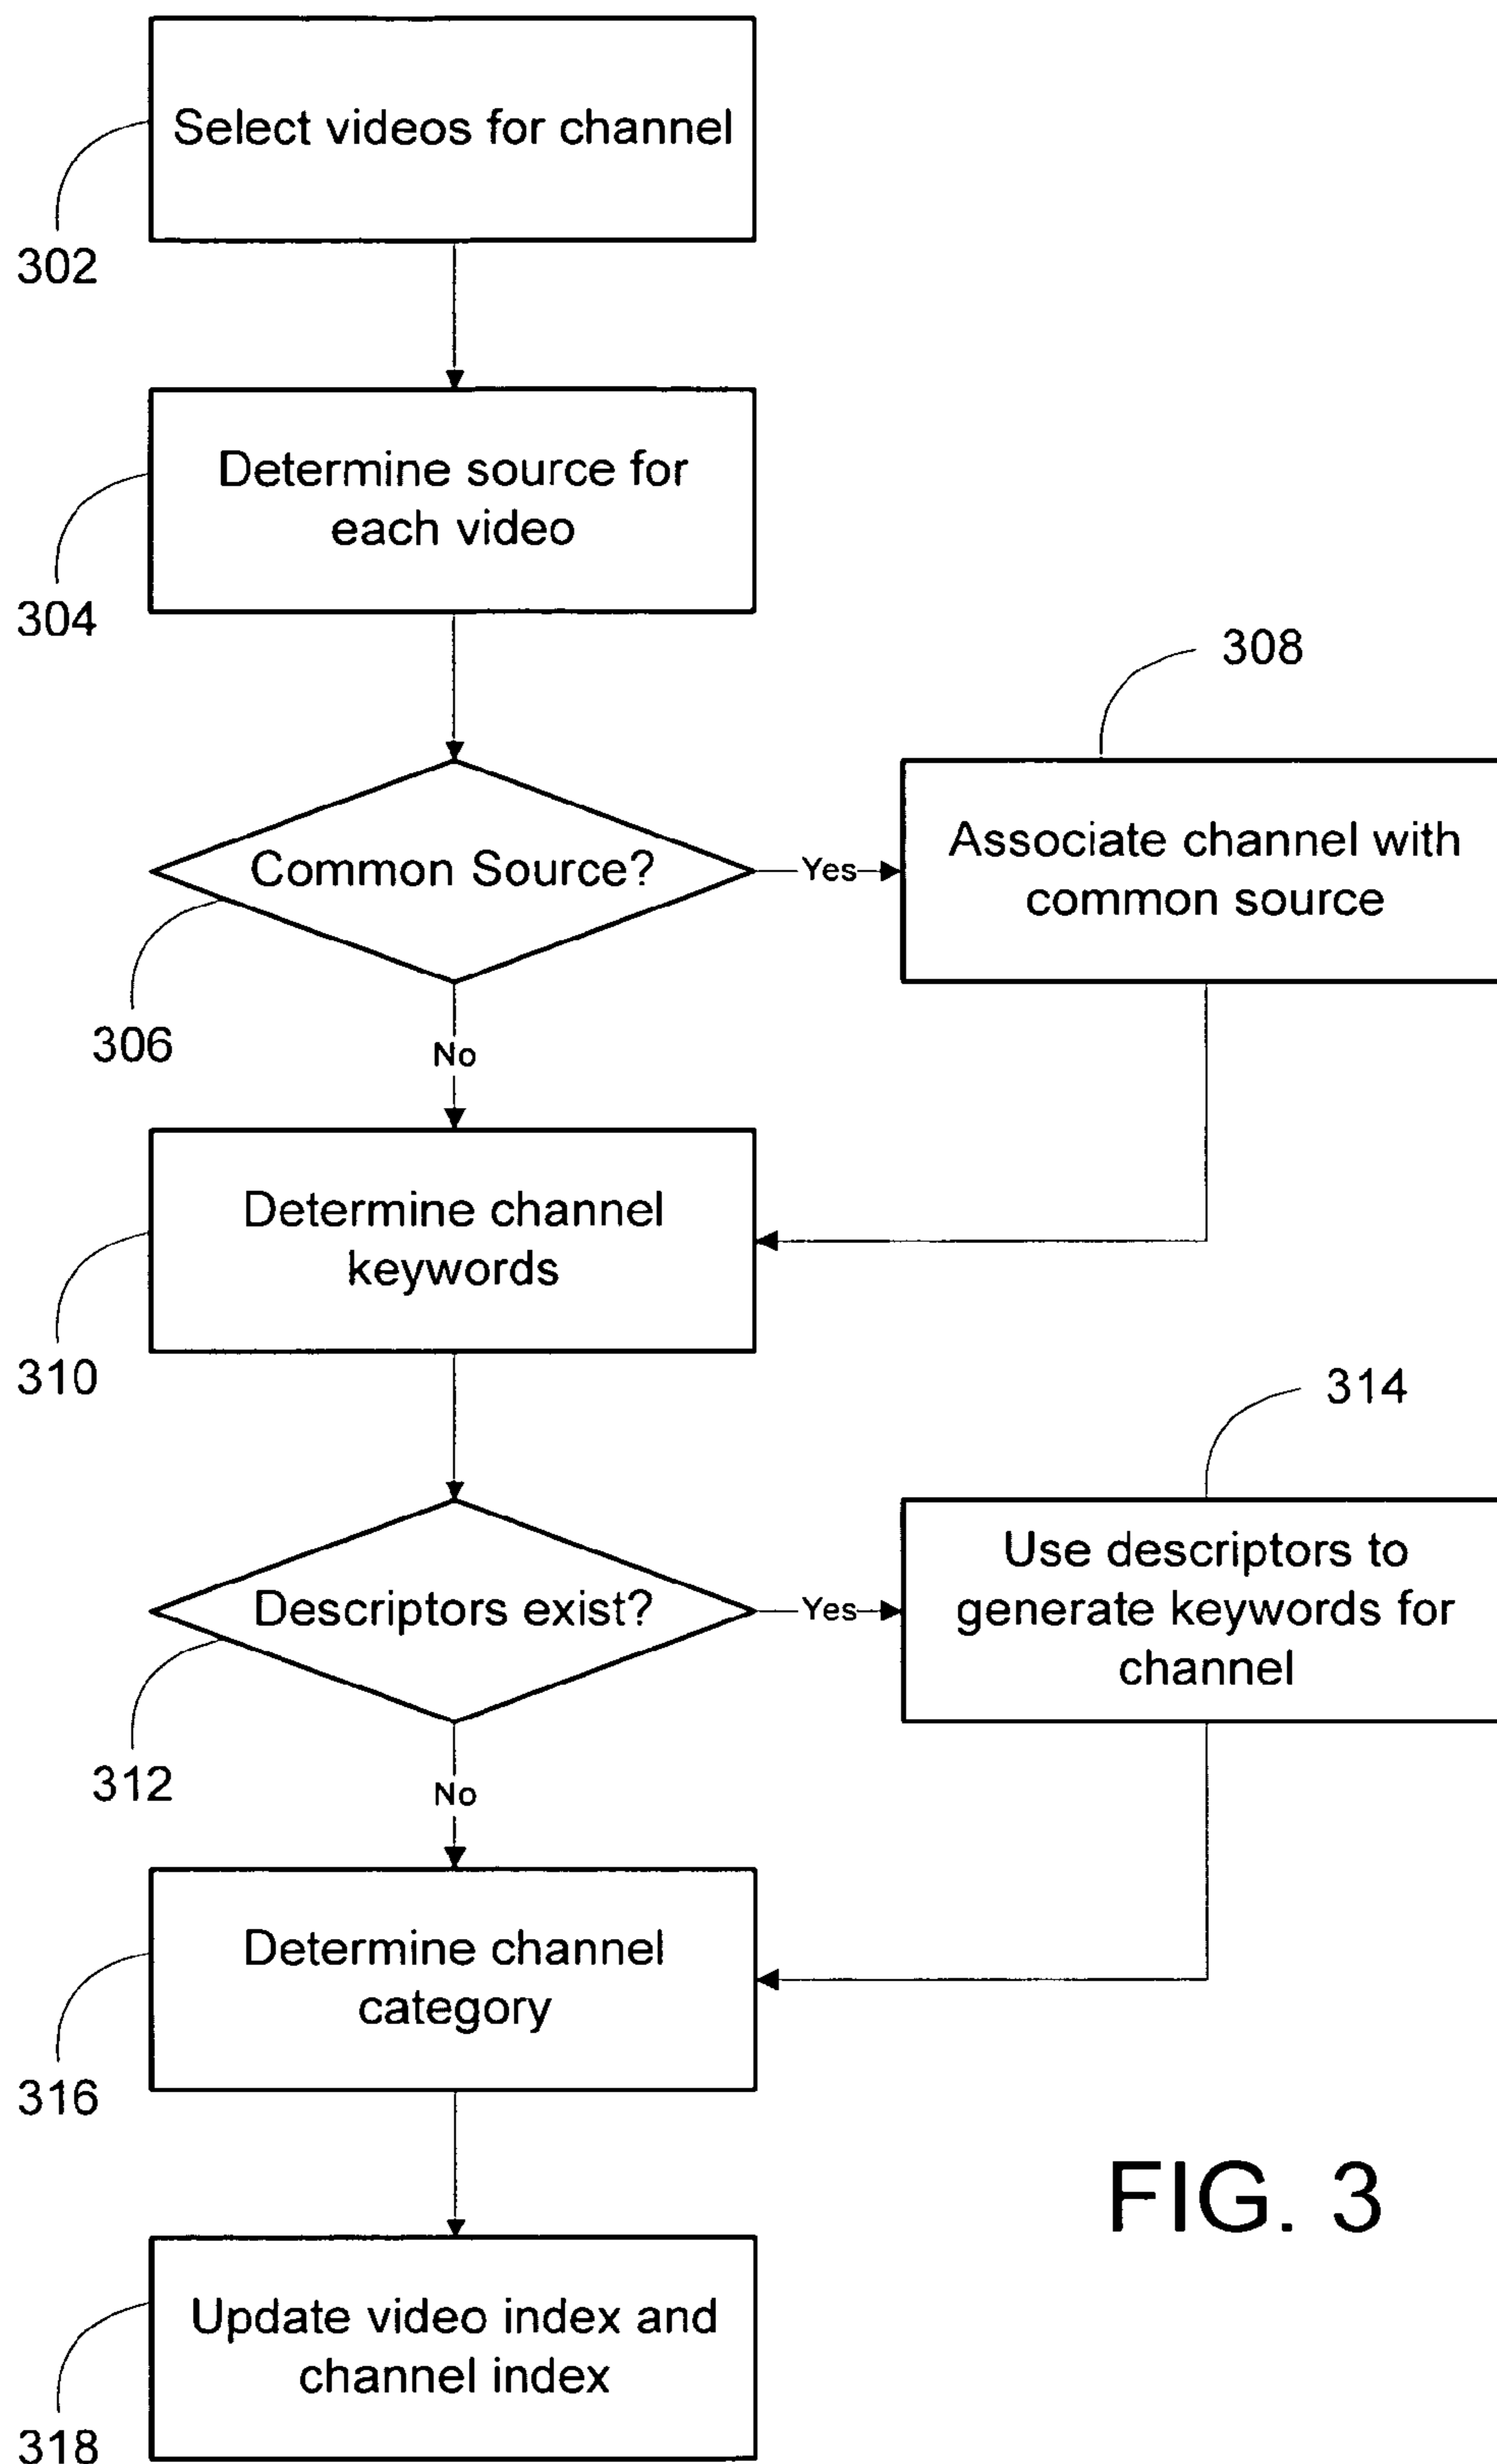 Select videos for channel
302
Determine source for
each video
304
308
Common Source?
Yes
Associate channel with
common source
306
No
Determine channel
keywords
310
314
Descriptors exist?
Yes
Use descriptors to
generate keywords for
channel
312
No
Determine channel
category
316
FIG. 3
Update video index and
channel index
318